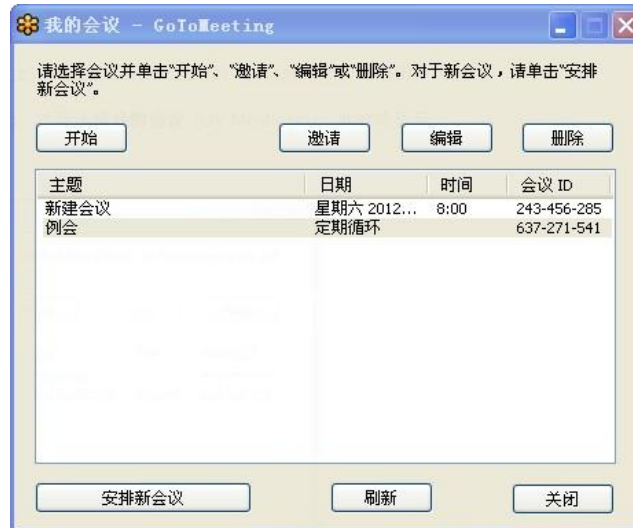 我的会议 - GoToMeeting
请选择会议并单击“开始”、“邀请”、“编辑”或“删除”。对于新会议，请单击“安排
新会议”。
开始 邀请 编辑 删除
主题 日期 时间 会议 ID
新建会议 星期六 2012... 8:00 243-456-285
例会 定期循环 637-271-541
安排新会议 刷新 关闭